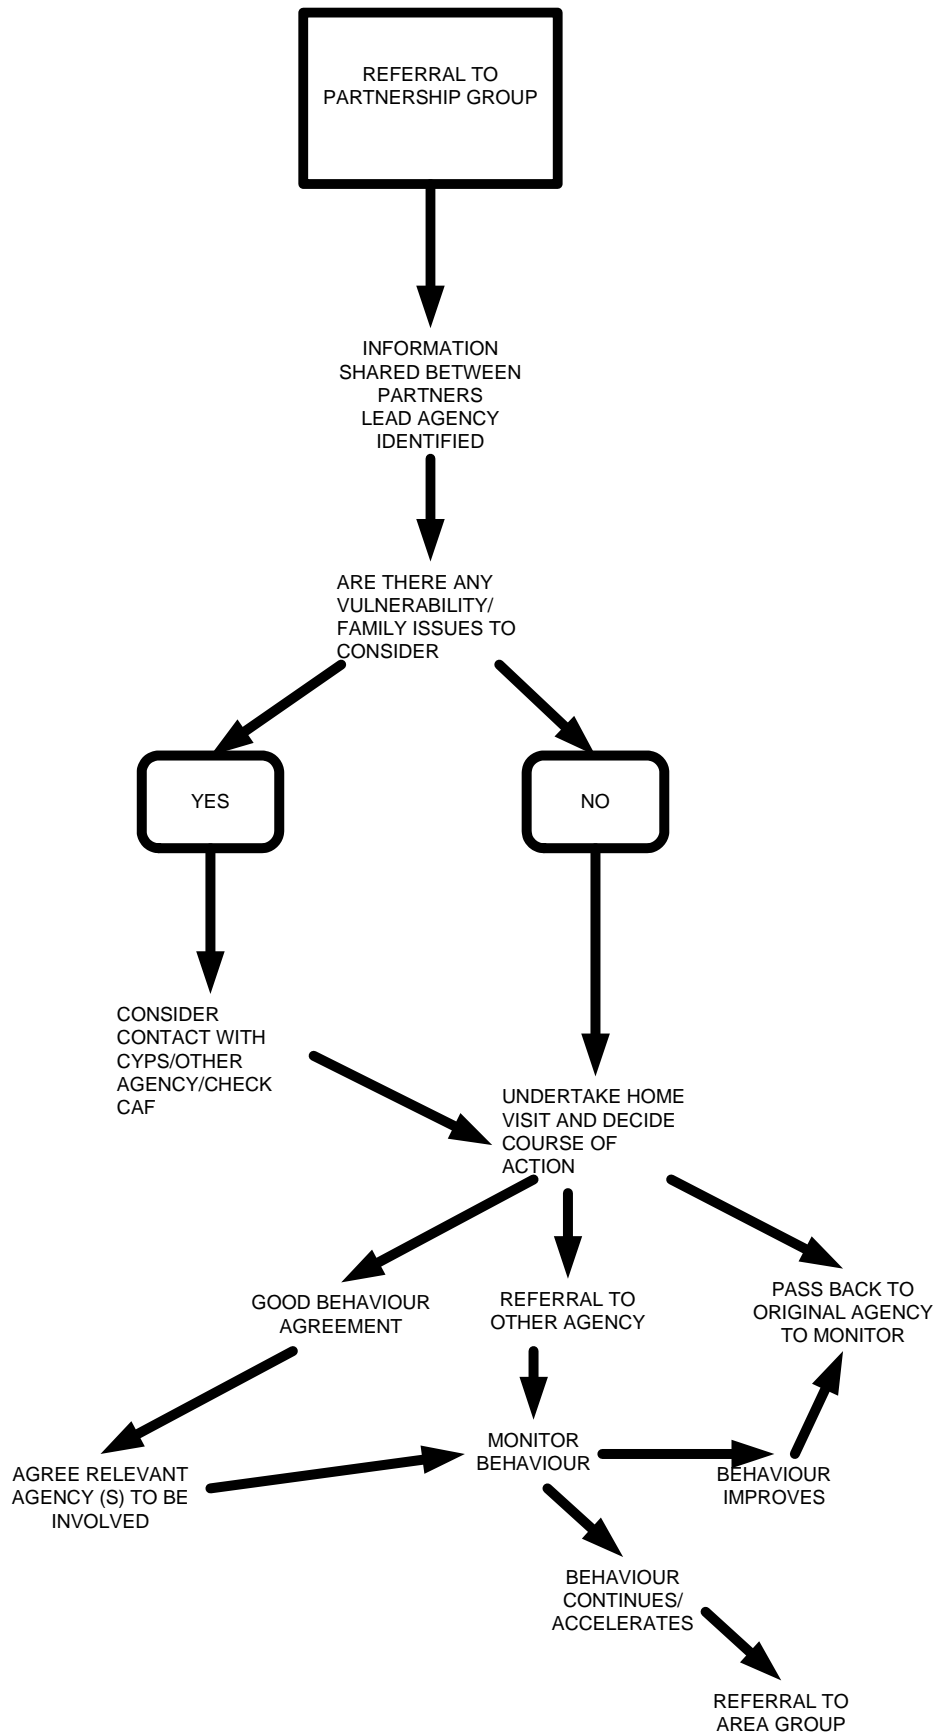 REFERRAL TO
PARTNERSHIP GROUP
INFORMATION
SHARED BETWEEN
PARTNERS
LEAD AGENCY
IDENTIFIED
ARE THERE ANY
VULNERABILITY/
FAMILY ISSUES TO
CONSIDER
YES
NO
CONSIDER
CONTACT WITH
CYPS/OTHER
AGENCY/CHECK
CAF
UNDERTAKE HOME
VISIT AND DECIDE
COURSE OF
ACTION
GOOD BEHAVIOUR
AGREEMENT
REFERRAL TO
OTHER AGENCY
PASS BACK TO
ORIGINAL AGENCY
TO MONITOR
AGREE RELEVANT
AGENCY (S) TO BE
INVOLVED
MONITOR
BEHAVIOUR
BEHAVIOUR
IMPROVES
BEHAVIOUR
CONTINUES/
ACCELERATES
REFERRAL TO
AREA GROUP